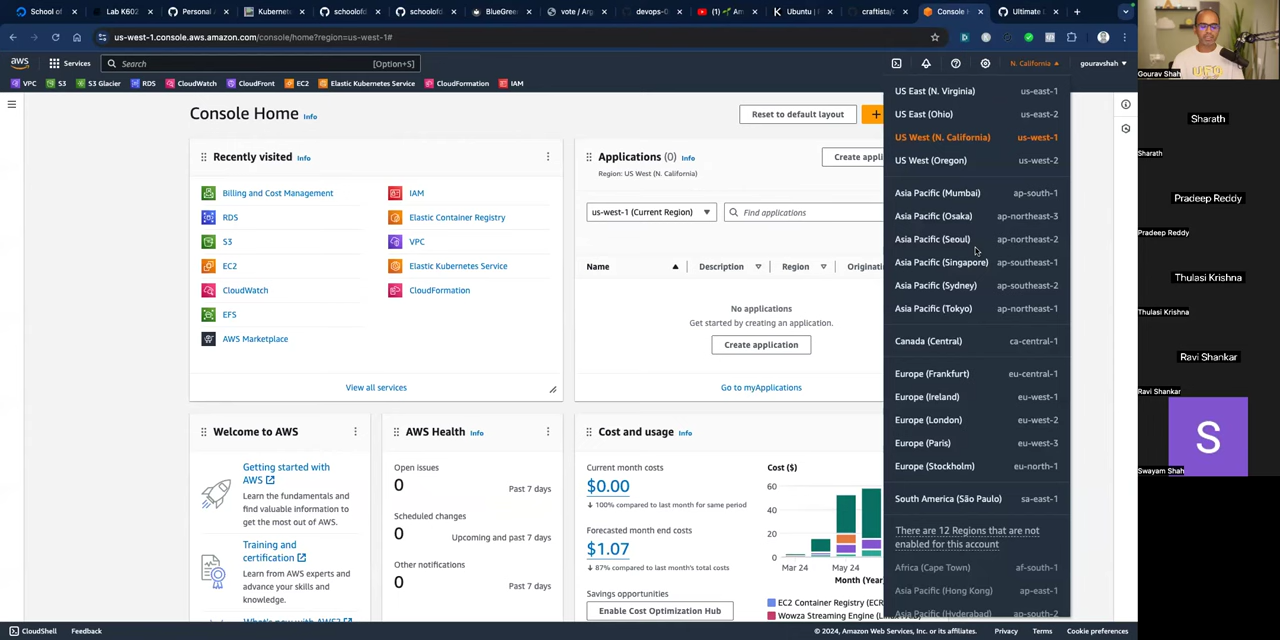 School of
Lab K602
Personal A
Kubernete
schoolofd
schoolofd
BlueGreen
vote / Arg
devops-0
(1)
Ubuntu |
craftista/c
Console H
Ultimate D
us-west-1.console.aws.amazon.com/console/home?region=us-west-1#
aws
Services
Search
[Option+S]
N. California
gouravshah
VPC
S3
S3 Glacier
RDS
CloudWatch
CloudFront
EC2
Elastic Kubernetes Service
CloudFormation
IAM
Console Home
Info
Reset to default layout
+
Recently visited
Info
Billing and Cost Management
IAM
RDS
Elastic Container Registry
S3
VPC
EC2
Elastic Kubernetes Service
CloudWatch
CloudFormation
EFS
AWS Marketplace
View all services
Applications (0)
Info
Region: US West (N. California)
Create appli
us-west-1 (Current Region)
Find applications
Name
Description
Region
Originati
No applications
Get started by creating an application.
Create application
Go to myApplications
Welcome to AWS
Getting started with
AWS
Learn the fundamentals and
find valuable information to
get the most out of AWS.
Training and
certification
Learn from AWS experts and
advance your skills and
knowledge.
AWS Health
Info
Open issues
0
Past 7 days
Scheduled changes
0
Upcoming and past 7 days
Other notifications
0
Past 7 days
Cost and usage
Info
Current month costs
$0.00
100% compared to last month for same period
Forecasted month end costs
$1.07
87% compared to last month's total costs
Savings opportunities
Enable Cost Optimization Hub
Cost ($)
60
40
20
0
Mar 24
May 24
Month (Year
EC2 Container Registry (ECR
Wowza Streaming Engine
US East (N. Virginia)
us-east-1
US East (Ohio)
us-east-2
US West (N. California)
us-west-1
US West (Oregon)
us-west-2
Asia Pacific (Mumbai)
ap-south-1
Asia Pacific (Osaka)
ap-northeast-3
Asia Pacific (Seoul)
ap-northeast-2
Asia Pacific (Singapore)
ap-southeast-1
Asia Pacific (Sydney)
ap-southeast-2
Asia Pacific (Tokyo)
ap-northeast-1
Canada (Central)
ca-central-1
Europe (Frankfurt)
eu-central-1
Europe (Ireland)
eu-west-1
Europe (London)
eu-west-2
Europe (Paris)
eu-west-3
Europe (Stockholm)
eu-north-1
South America (São Paulo)
sa-east-1
There are 12 Regions that are not
enabled for this account
Africa (Cape Town)
af-south-1
Asia Pacific (Hong Kong)
ap-east-1
Asia Pacific (Hyderabad)
ap-south-2
CloudShell
Feedback
© 2024, Amazon Web Services, Inc. or its affiliates.
Privacy
Terms
Cookie preferences
Gourav Shah
Sharath
Sharath
Pradeep Reddy
Pradeep Reddy
Thulasi Krishna
Thulasi Krishna
Ravi Shankar
Ravi Shankar
S
Swayam Shah